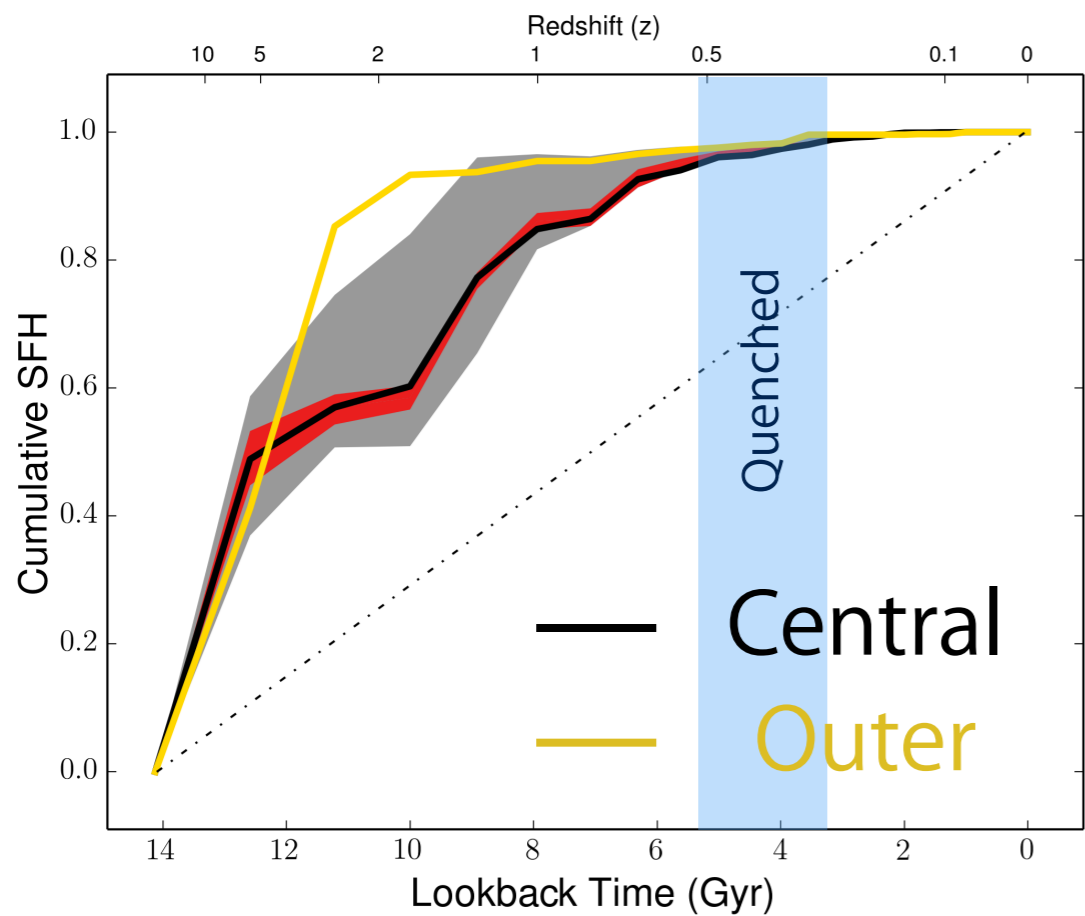 Redshift (z)
10 5 2 1 0.5 0.1 0
1.0
0.8
0.6
0.4
0.2
0.0
Cumulative SFH
Quenched
Central
Outer
14 12 10 8 6 4 2 0
Lookback Time (Gyr)